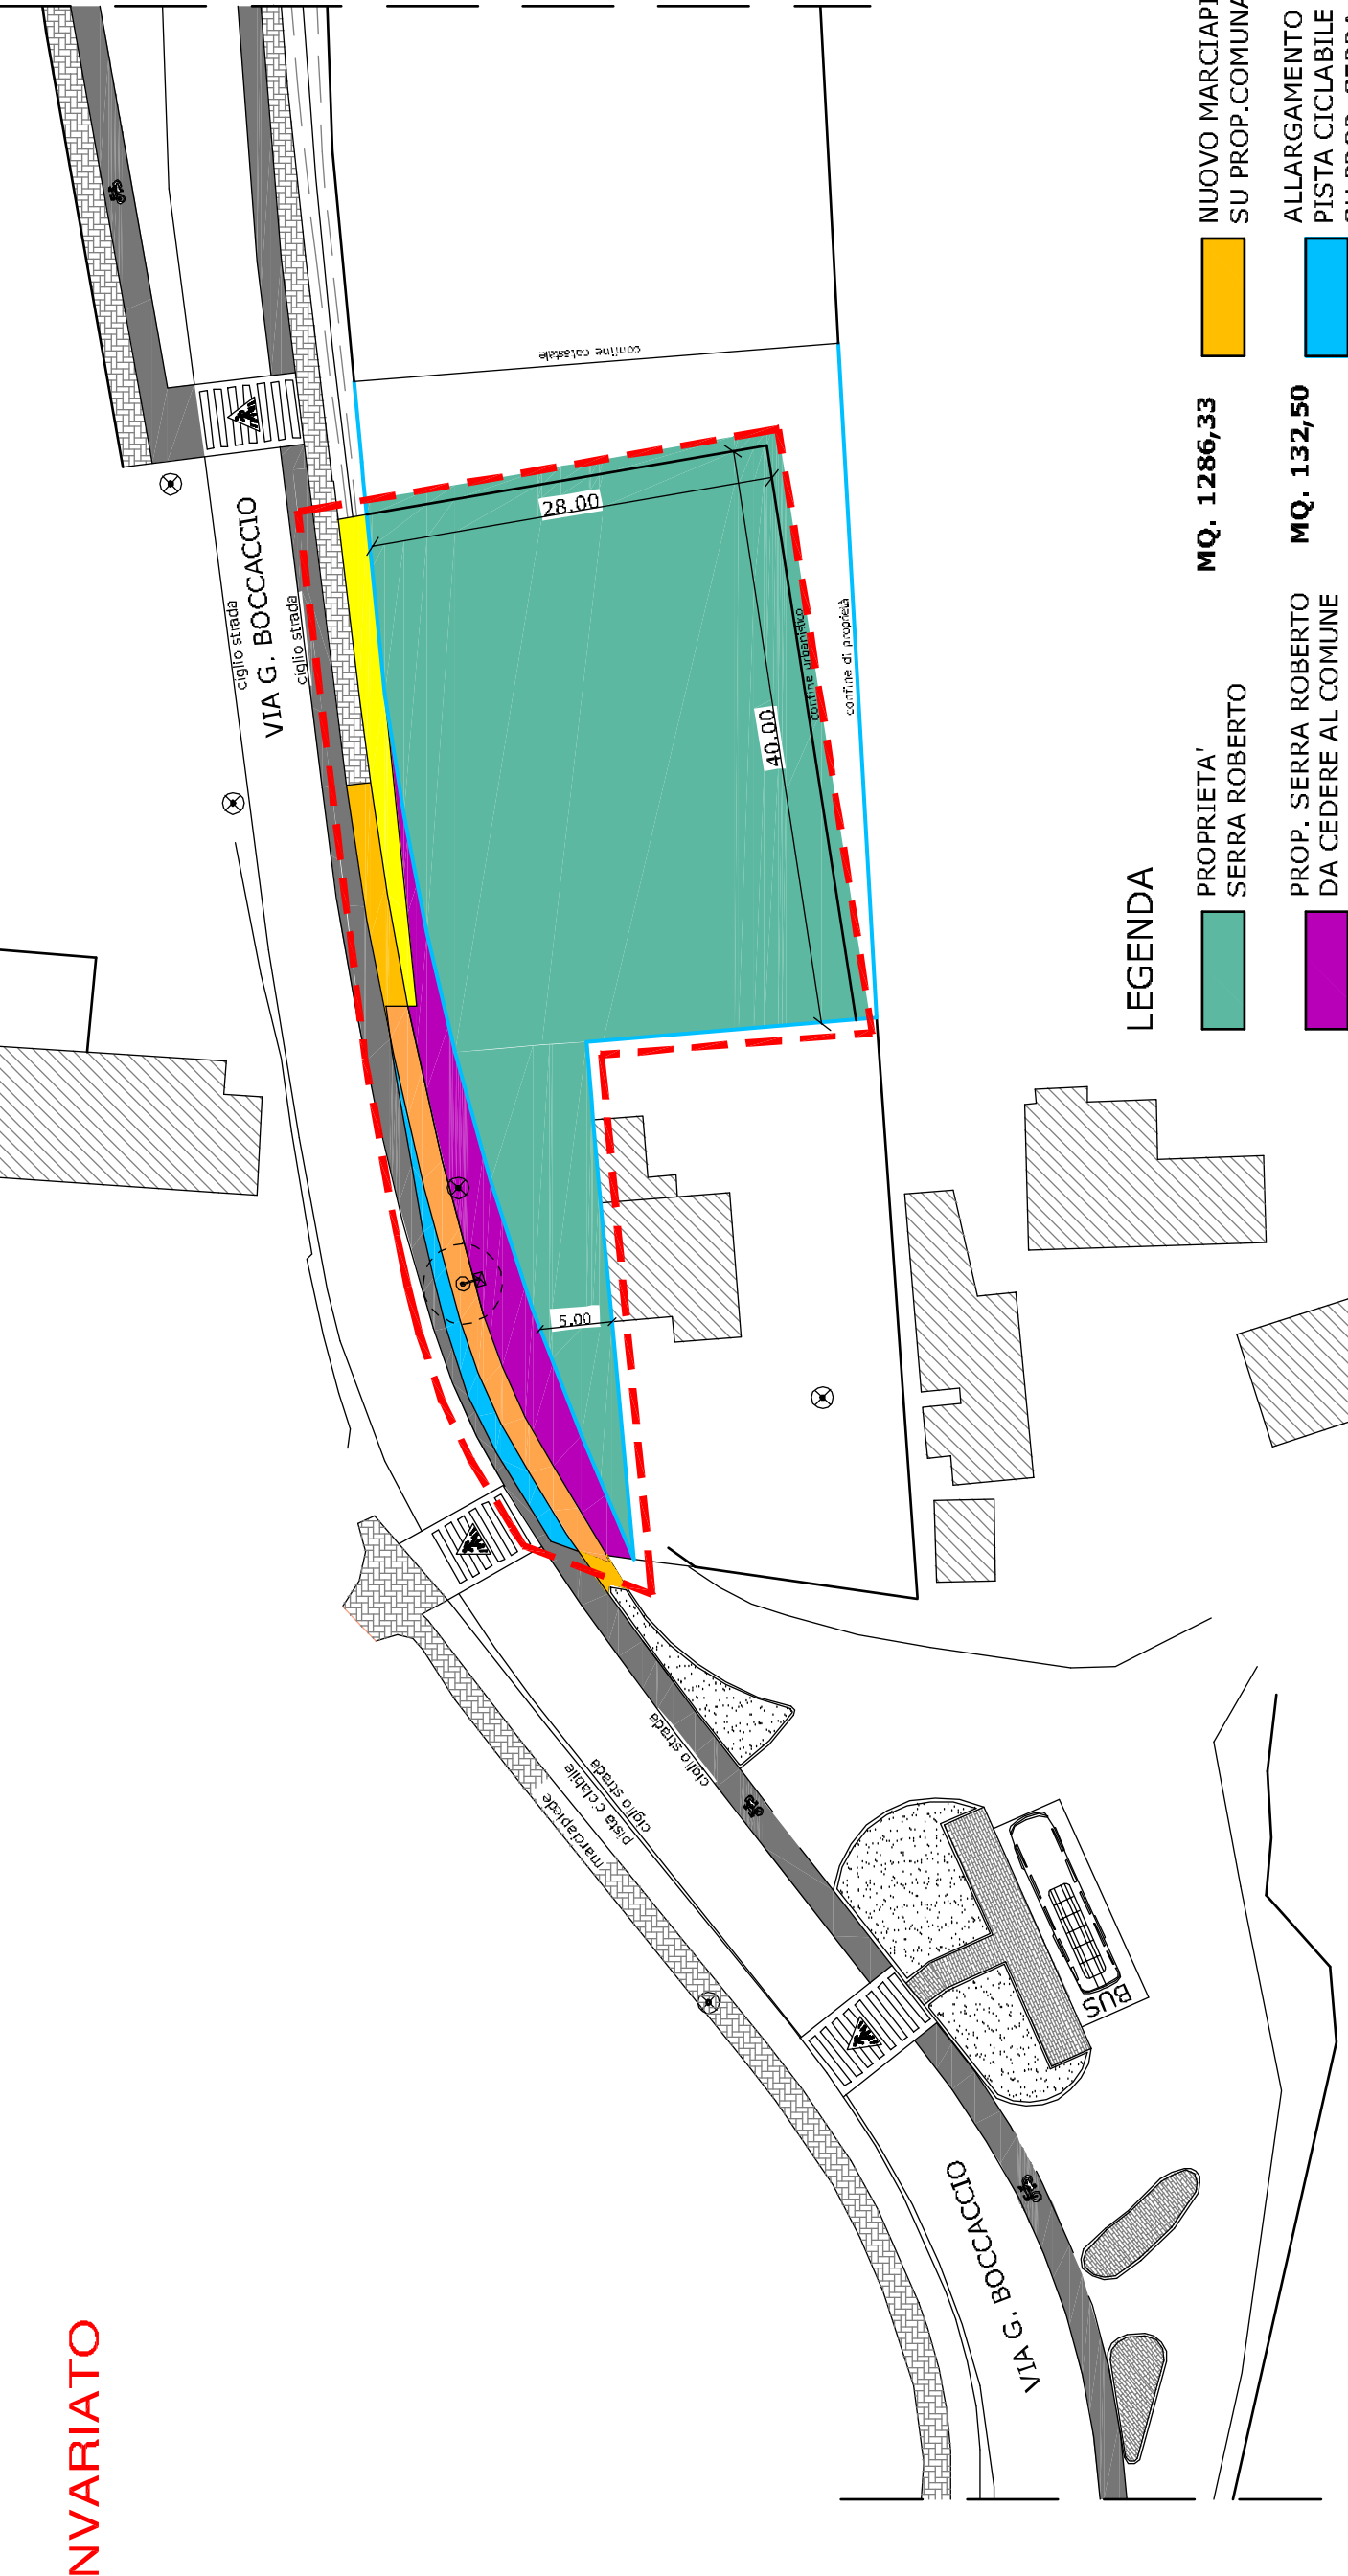 NVARIATO
VIA G. BOCCACCIO
ciglio strada
ciglio strada
confine catastale
28.00
40.00
confine urbanistico
confine di proprietà
5.00
marciapiede
pista ciclabile
ciglio strada
ciglio strada
BUS
VIA G. BOCCACCIO
LEGENDA
PROPRIETA'
SERRA ROBERTO
MQ. 1286,33
PROP. SERRA ROBERTO
DA CEDERE AL COMUNE
MQ. 132,50
NUOVO MARCIAPI
SU PROP.COMUNA
ALLARGAMENTO
PISTA CICLABILE